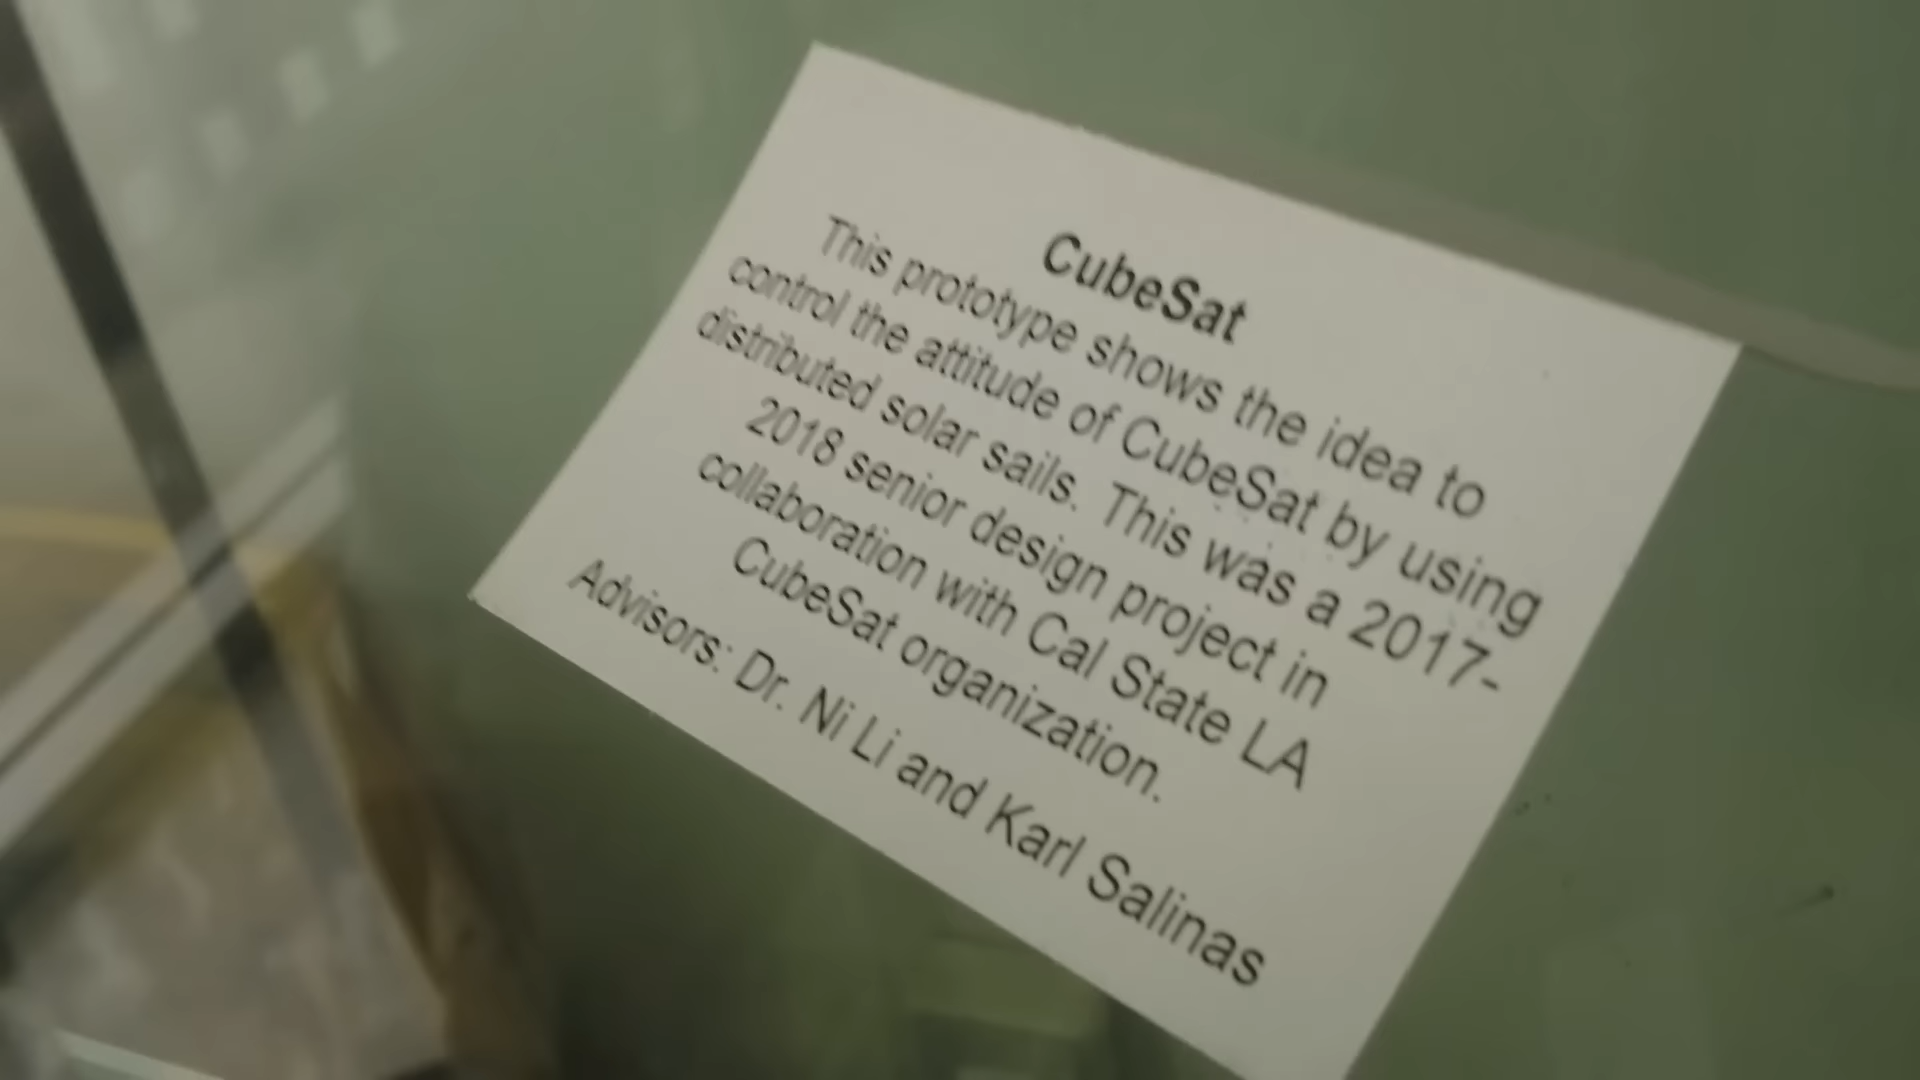 CubeSat
This prototype shows the idea to
control the attitude of CubeSat by using
distributed solar sails. This was a 2017-
2018 senior design project in
collaboration with Cal State LA
CubeSat organization.
Advisors: Dr. Ni Li and Karl Salinas